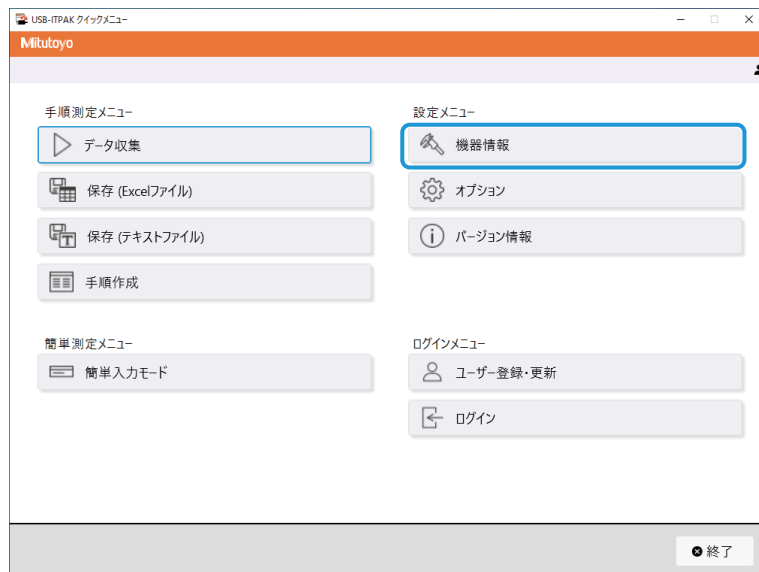 USB-ITPAK クイックメニュー
Mitutoyo
手順測定メニュー
データ収集
保存 (Excelファイル)
保存 (テキストファイル)
手順作成
簡単測定メニュー
簡単入力モード
設定メニュー
機器情報
オプション
バージョン情報
ログインメニュー
ユーザー登録・更新
ログイン
終了